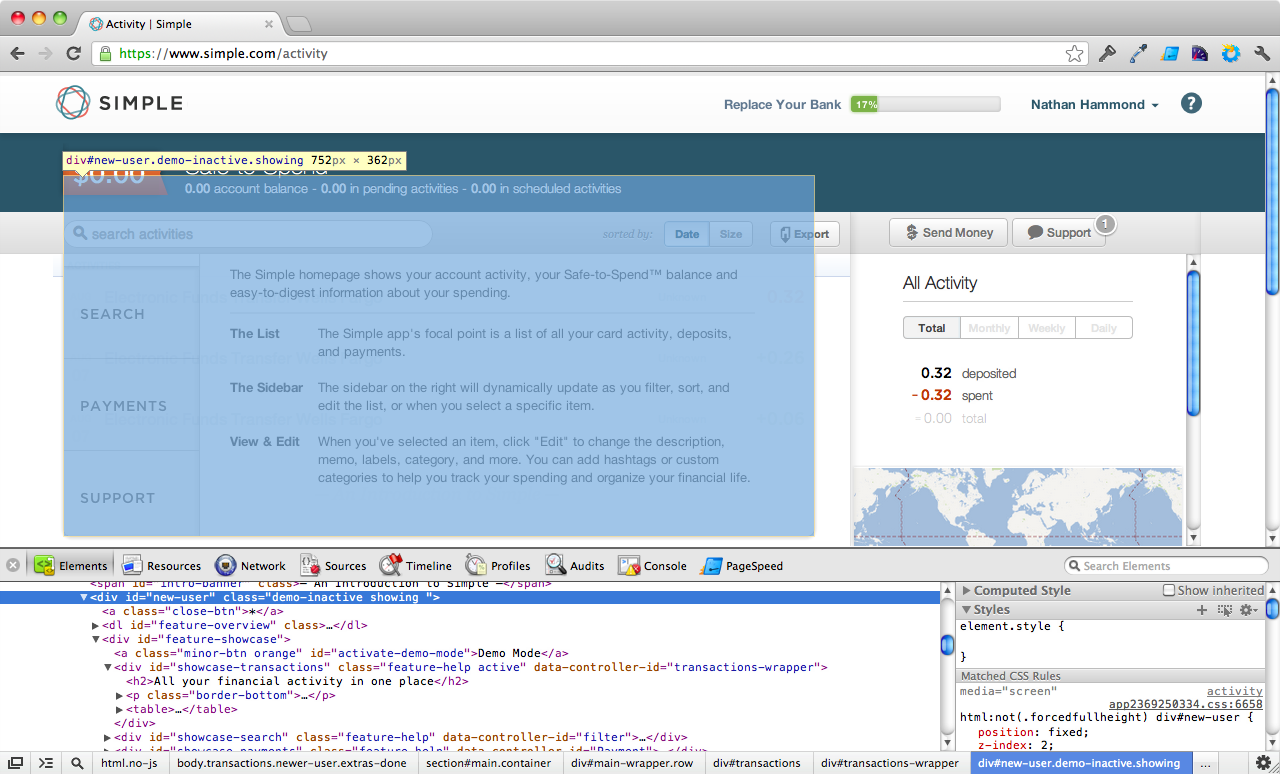 Activity | Simple
https://www.simple.com/activity
SIMPLE
Replace Your Bank 17% Nathan Hammond ?
div#new-user.demo-inactive.showing 752px × 362px
$0.00 Safe-to-Spend
0.00 account balance - 0.00 in pending activities - 0.00 in scheduled activities
search activities sorted by: Date Size Export Send Money Support 1
The Simple homepage shows your account activity, your Safe-to-Spend™ balance and
easy-to-digest information about your spending.
SEARCH
PAYMENTS
SUPPORT
The List The Simple app's focal point is a list of all your card activity, deposits,
and payments.
The Sidebar The sidebar on the right will dynamically update as you filter, sort, and
edit the list, or when you select a specific item.
View & Edit When you've selected an item, click "Edit" to change the description,
memo, labels, category, and more. You can add hashtags or custom
categories to help you track your spending and organize your financial life.
All Activity
Total Monthly Weekly Daily
0.32 deposited
- 0.32 spent
= 0.00 total
Elements Resources Network Sources Timeline Profiles Audits Console PageSpeed Search Elements
<span id="intro-banner" class>— An introduction to Simple —</span>
▼<div id="new-user" class="demo-inactive showing ">
<a class="close-btn">*</a>
▶<dl id="feature-overview" class>…</dl>
▼<div id="feature-showcase">
<a class="minor-btn orange" id="activate-demo-mode">Demo Mode</a>
▼<div id="showcase-transactions" class="feature-help active" data-controller-id="transactions-wrapper">
<h2>All your financial activity in one place</h2>
▶<p class="border-bottom">…</p>
▶<table>…</table>
</div>
▶<div id="showcase-search" class="feature-help" data-controller-id="filter">…</div>
▶<div id="showcase-payments" class="feature-help" data-controller-id="Payment">…</div>
▶ Computed Style Show inherited
▼ Styles
element.style {
}
Matched CSS Rules
media="screen" activity
app2369250334.css:6658
html:not(.forcedfullheight) div#new-user {
position: fixed;
z-index: 2;
html.no-js body.transactions.newer-user.extras-done section#main.container div#main-wrapper.row div#transactions div#transactions-wrapper div#new-user.demo-inactive.showing ...